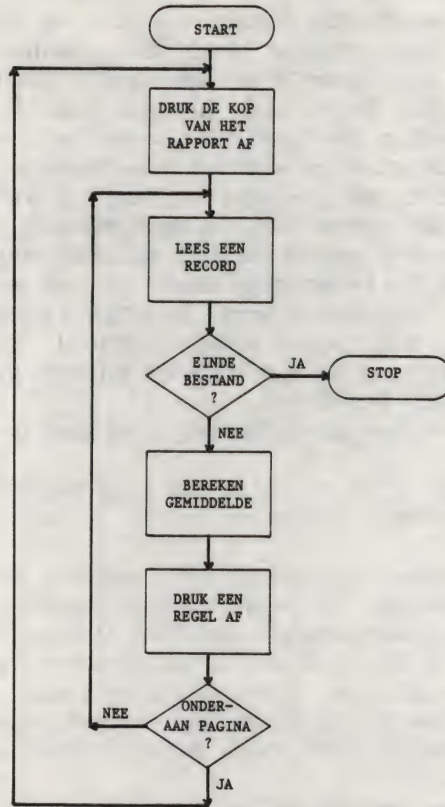 START
DRUK DE KOP
VAN HET
RAPPORT AF
LEES EEN
RECORD
EINDE
BESTAND
?
JA
STOP
NEE
BEREKEN
GEMIDDELDE
DRUK EEN
REGEL AF
ONDER-
AAN PAGINA
?
NEE
JA